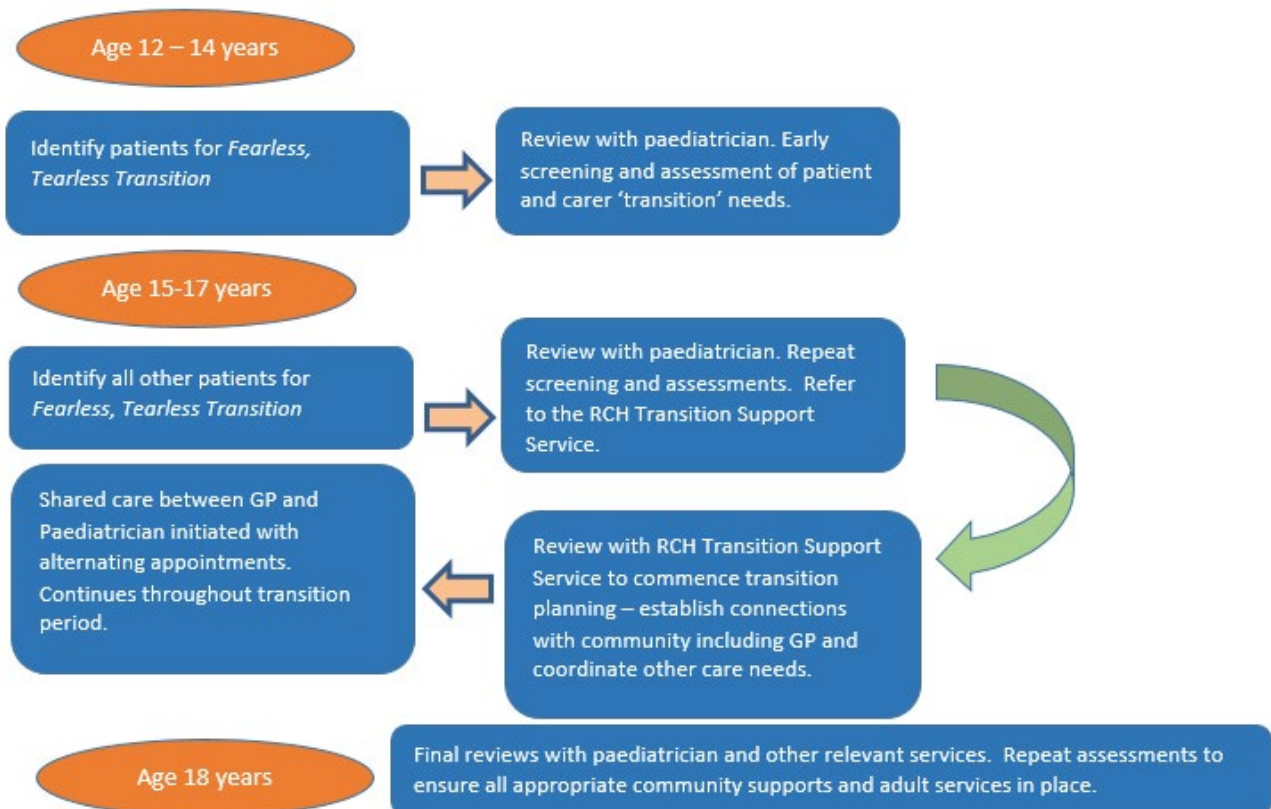 Age 12 – 14 years
Identify patients for Fearless,
Tearless Transition
Review with paediatrician. Early
screening and assessment of patient
and carer ‘transition’ needs.
Age 15-17 years
Identify all other patients for
Fearless, Tearless Transition
Review with paediatrician. Repeat
screening and assessments.  Refer
to the RCH Transition Support
Service.
Review with RCH Transition Support
Service to commence transition
planning – establish connections
with community including GP and
coordinate other care needs.
Shared care between GP and
Paediatrician initiated with
alternating appointments.
Continues throughout transition
period.
Age 18 years
Final reviews with paediatrician and other relevant services.  Repeat assessments to
ensure all appropriate community supports and adult services in place.